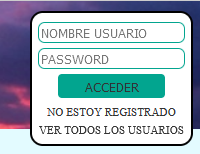 NOMBRE USUARIO
PASSWORD
ACCEDER
NO ESTOY REGISTRADO
VER TODOS LOS USUARIOS